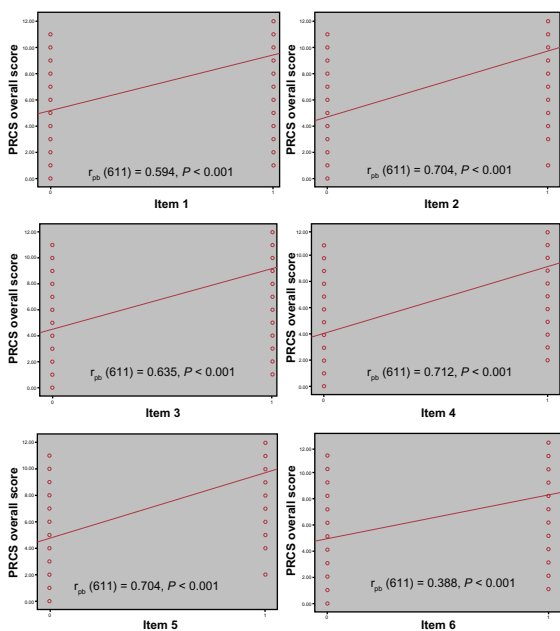 12.00
10.00
8.00
6.00
4.00
2.00
0.00
PRCS overall score
r_pb (611) = 0.594, P < 0.001
0 1
Item 1
12.00
10.00
8.00
6.00
4.00
2.00
0.00
PRCS overall score
r_pb (611) = 0.704, P < 0.001
0 1
Item 2
12.00
10.00
8.00
6.00
4.00
2.00
0.00
PRCS overall score
r_pb (611) = 0.635, P < 0.001
0 1
Item 3
12.00
10.00
8.00
6.00
4.00
2.00
0.00
PRCS overall score
r_pb (611) = 0.712, P < 0.001
0 1
Item 4
12.00
10.00
8.00
6.00
4.00
2.00
0.00
PRCS overall score
r_pb (611) = 0.704, P < 0.001
0 1
Item 5
12.00
10.00
8.00
6.00
4.00
2.00
0.00
PRCS overall score
r_pb (611) = 0.388, P < 0.001
0 1
Item 6